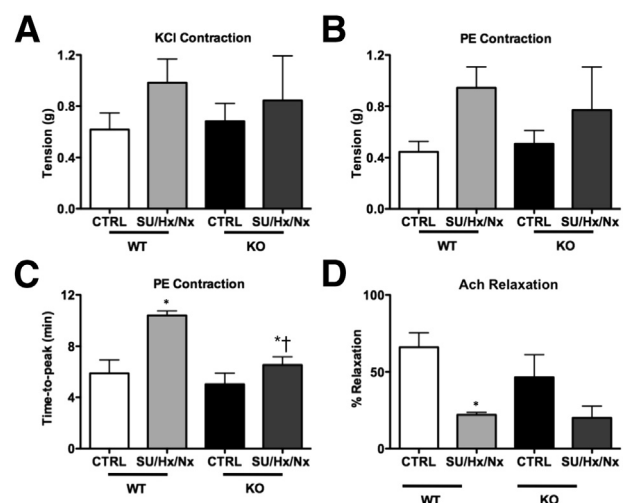 A
KCl Contraction
Tension (g)
1.2
0.8
0.4
0.0
CTRL SU/Hx/Nx CTRL SU/Hx/Nx
WT KO
B
PE Contraction
Tension (g)
1.2
0.8
0.4
0.0
CTRL SU/Hx/Nx CTRL SU/Hx/Nx
WT KO
C
PE Contraction
Time-to-peak (min)
12
8
4
0
*
*†
CTRL SU/Hx/Nx CTRL SU/Hx/Nx
WT KO
D
Ach Relaxation
% Relaxation
100
50
0
*
CTRL SU/Hx/Nx CTRL SU/Hx/Nx
WT KO